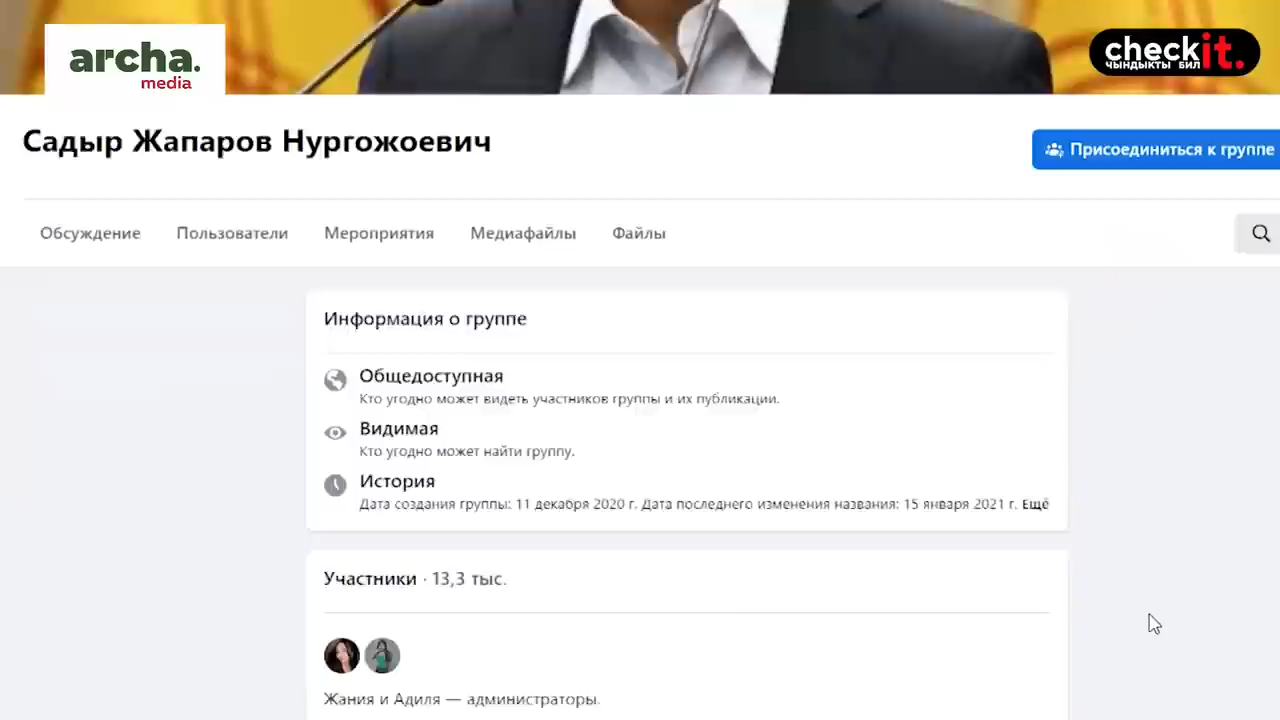 archa.
media
checkit.
ЧЫНДЫКТЫ БИЛ
Садыр Жапаров Нургожоевич
Присоединиться к группе
Обсуждение Пользователи Мероприятия Медиафайлы Файлы
Информация о группе
Общедоступная
Кто угодно может видеть участников группы и их публикации.
Видимая
Кто угодно может найти группу.
История
Дата создания группы: 11 декабря 2020 г. Дата последнего изменения названия: 15 января 2021 г. Ещё
Участники · 13,3 тыс.
Жания и Адиля — администраторы.